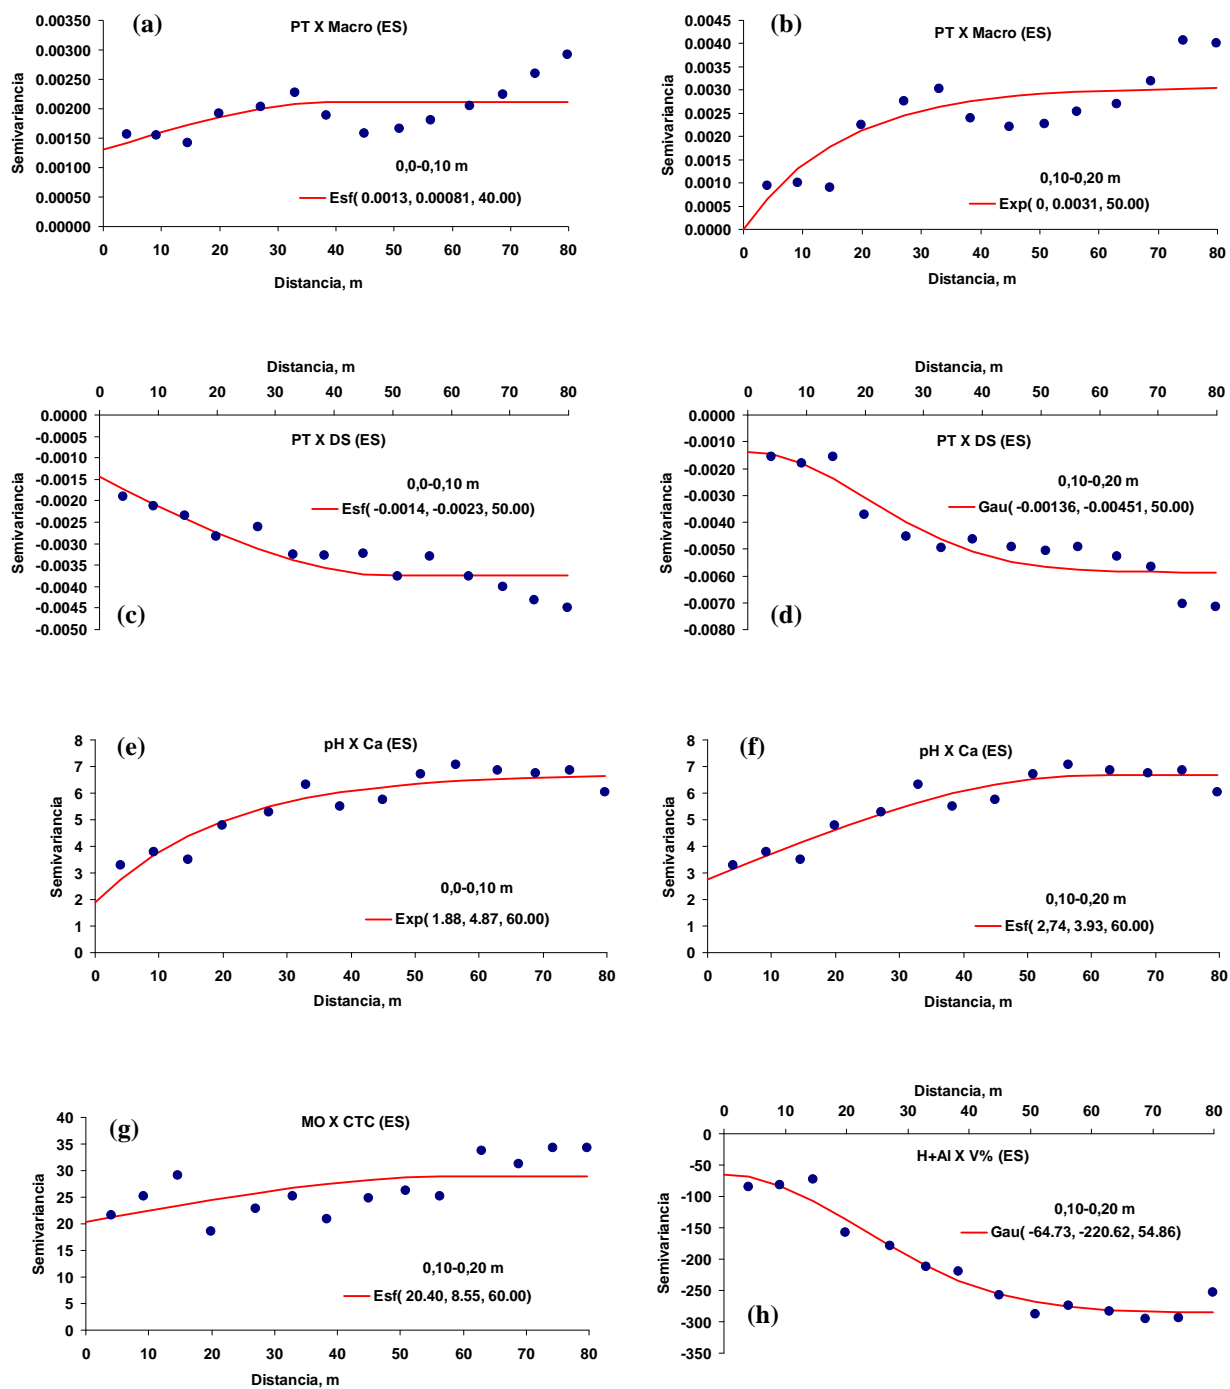 (a)
PT X Macro (ES)
0.00350
0.00300
0.00250
0.00200
0.00150
0.00100
0.00050
0.00000
Semivariancia
0,0-0,10 m
Esf( 0.0013, 0.00081, 40.00)
0 10 20 30 40 50 60 70 80
Distancia, m
(b)
PT X Macro (ES)
0.0045
0.0040
0.0035
0.0030
0.0025
0.0020
0.0015
0.0010
0.0005
0.0000
Semivariancia
0,10-0,20 m
Exp( 0, 0.0031, 50.00)
0 10 20 30 40 50 60 70 80
Distancia, m
Distancia, m
0 10 20 30 40 50 60 70 80
0.0000
-0.0005
-0.0010
-0.0015
-0.0020
-0.0025
-0.0030
-0.0035
-0.0040
-0.0045
-0.0050
Semivariancia
PT X DS (ES)
0,0-0,10 m
Esf( -0.0014, -0.0023, 50.00)
(c)
Distancia, m
0 10 20 30 40 50 60 70 80
0.0000
-0.0010
-0.0020
-0.0030
-0.0040
-0.0050
-0.0060
-0.0070
-0.0080
Semivariancia
PT X DS (ES)
0,10-0,20 m
Gau( -0.00136, -0.00451, 50.00)
(d)
(e)
pH X Ca (ES)
8
7
6
5
4
3
2
1
0
Semivariancia
0,0-0,10 m
Exp( 1.88, 4.87, 60.00)
0 10 20 30 40 50 60 70 80
Distancia, m
(f)
pH X Ca (ES)
8
7
6
5
4
3
2
1
0
Semivariancia
0,10-0,20 m
Esf( 2,74, 3.93, 60.00)
0 10 20 30 40 50 60 70 80
Distancia, m
(g)
MO X CTC (ES)
40
35
30
25
20
15
10
5
0
Semivariancia
0,10-0,20 m
Esf( 20.40, 8.55, 60.00)
0 10 20 30 40 50 60 70 80
Distancia, m
Distancia, m
0 10 20 30 40 50 60 70 80
0
-50
-100
-150
-200
-250
-300
-350
Semivariancia
H+Al X V% (ES)
0,10-0,20 m
Gau( -64.73, -220.62, 54.86)
(h)